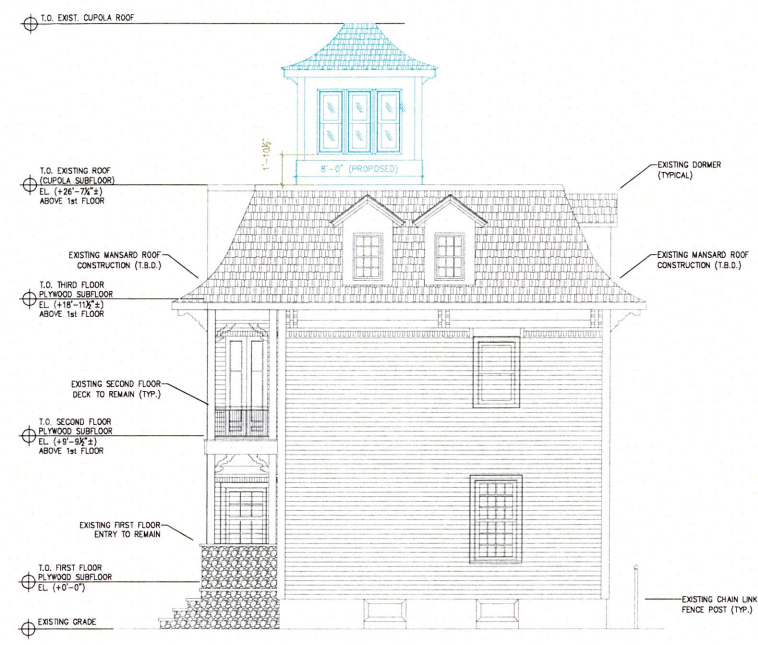 T.O. EXIST. CUPOLA ROOF
1'-10½"
8'-0" (PROPOSED)
T.O. EXISTING ROOF
(CUPOLA SUBFLOOR)
EL. (+26'-7¼"±)
ABOVE 1st FLOOR
EXISTING DORMER
(TYPICAL)
EXISTING MANSARD ROOF
CONSTRUCTION (T.B.D.)
EXISTING MANSARD ROOF
CONSTRUCTION (T.B.D.)
T.O. THIRD FLOOR
PLYWOOD SUBFLOOR
EL. (+18'-11½"±)
ABOVE 1st FLOOR
EXISTING SECOND FLOOR
DECK TO REMAIN (TYP.)
T.O. SECOND FLOOR
PLYWOOD SUBFLOOR
EL. (+9'-9½"±)
ABOVE 1st FLOOR
EXISTING FIRST FLOOR
ENTRY TO REMAIN
T.O. FIRST FLOOR
PLYWOOD SUBFLOOR
EL. (+0'-0")
EXISTING CHAIN LINK
FENCE POST (TYP.)
EXISTING GRADE